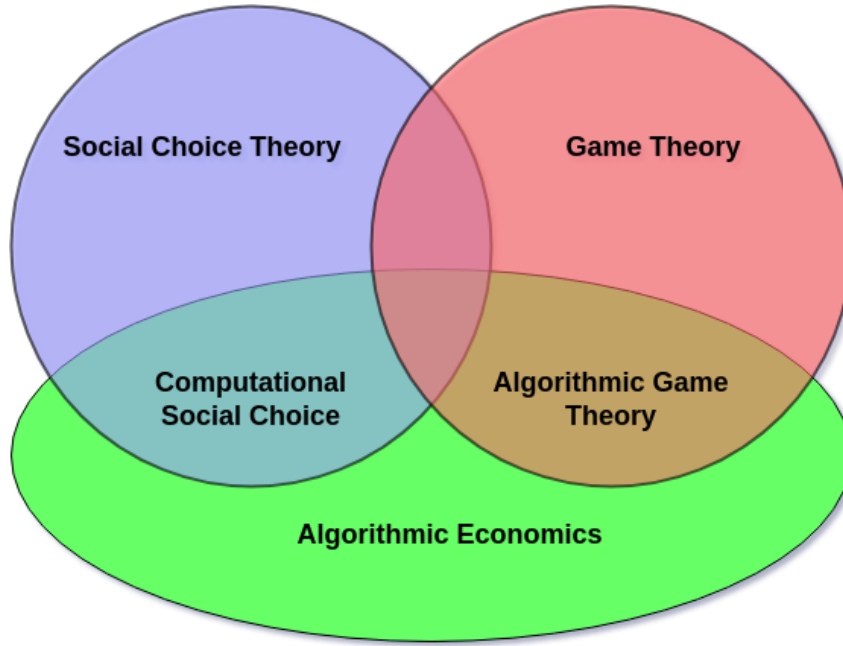 Social Choice Theory
Game Theory
Computational
Social Choice
Algorithmic Game
Theory
Algorithmic Economics